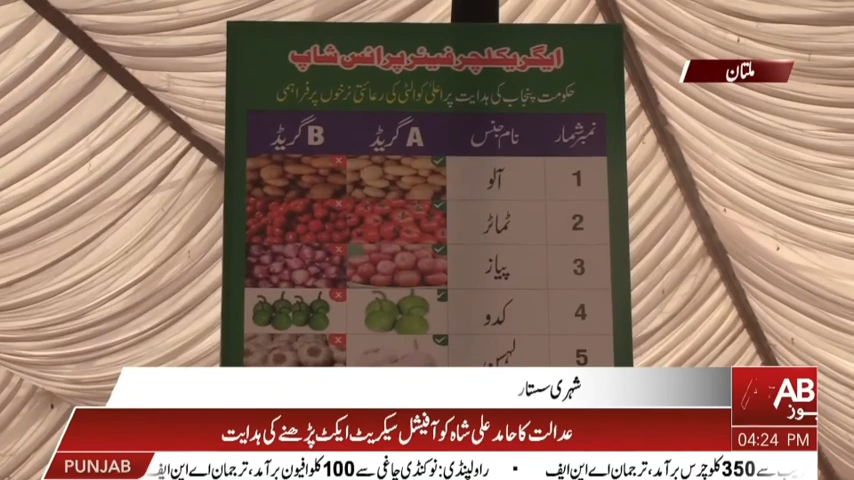 ایگریکلچر فیئر پرائس شاپ
حکومت پنجاب کی ہدایت پر اعلیٰ کوالٹی کی رعائتی نرخوں پر فراہمی
نمبر شمار نام جنس A گریڈ B گریڈ
1 آلو
2 ٹماٹر
3 پیاز
4 کدو
5 لہسن
ملتان
شہری سستار
AB
نیوز
عدالت کا حامد علی شاہ کو آفیشل سیکریٹ ایکٹ پڑھنے کی ہدایت
04:24 PM
PUNJAB
سے 350 کلو چرس برآمد، ترجمان اے این ایف • راولپنڈی: نوکنڈی چاغی سے 100 کلو افیون برآمد، ترجمان اے این ایف